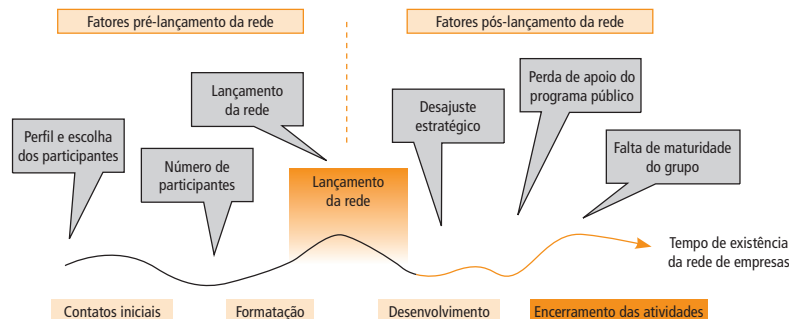 Fatores pré-lançamento da rede
Fatores pós-lançamento da rede
Perfil e escolha
dos participantes
Número de
participantes
Lançamento
da rede
Lançamento
da rede
Desajuste
estratégico
Perda de apoio do
programa público
Falta de maturidade
do grupo
Tempo de existência
da rede de empresas
Contatos iniciais
Formatação
Desenvolvimento
Encerramento das atividades